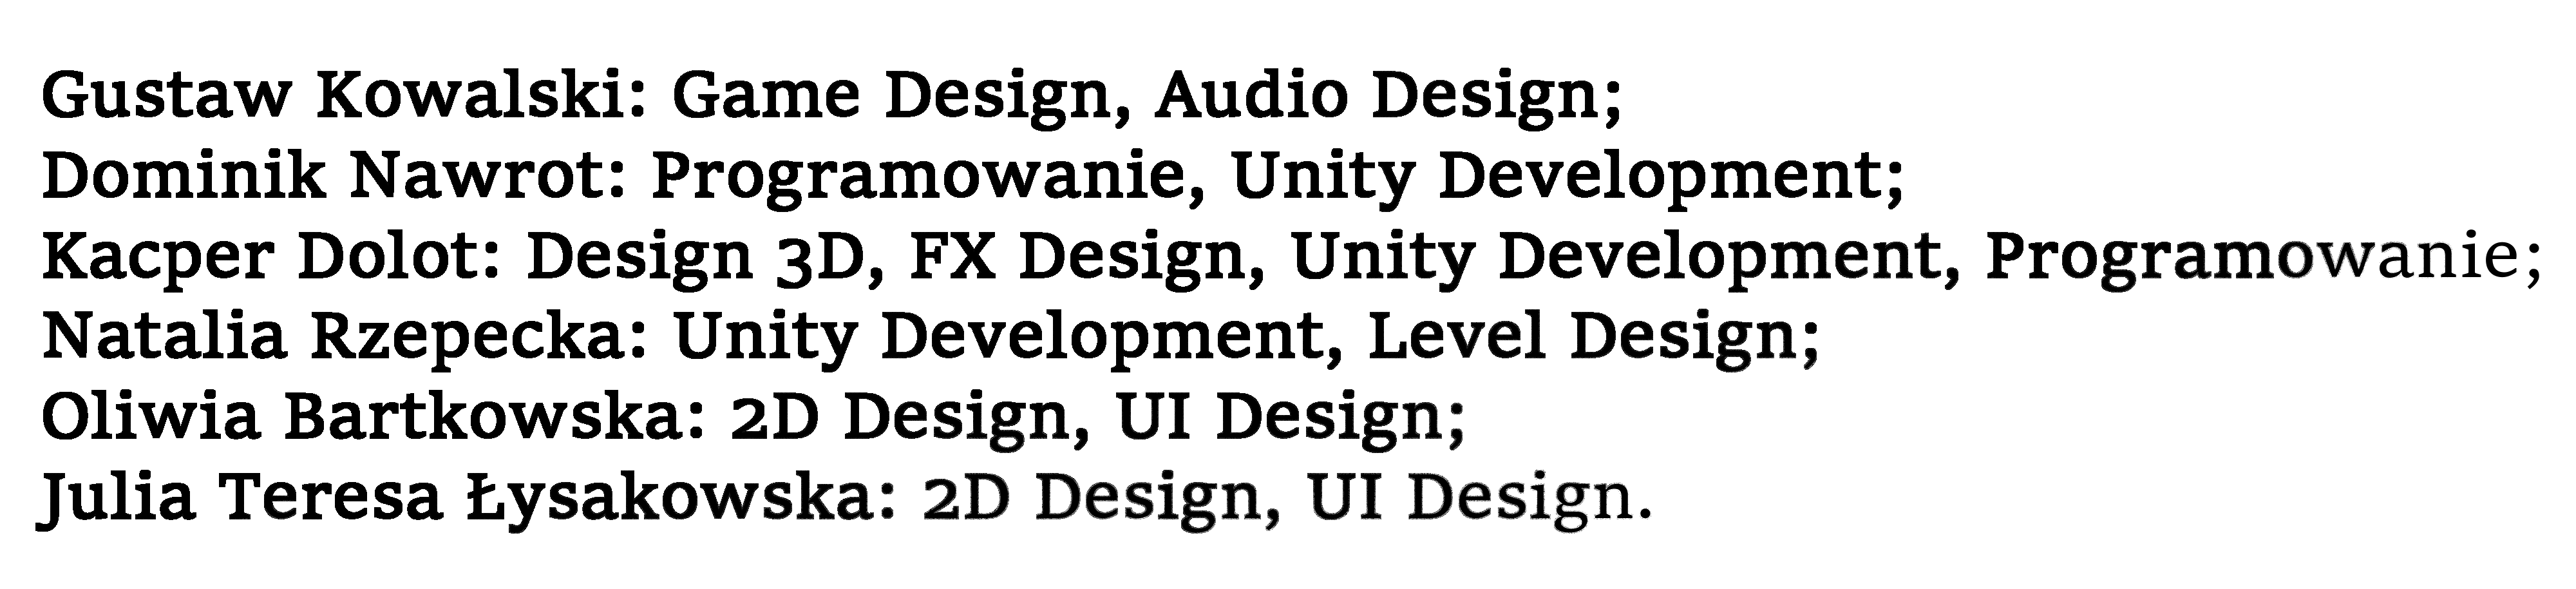 Gustaw Kowalski: Game Design, Audio Design;
Dominik Nawrot: Programowanie, Unity Development;
Kacper Dolot: Design 3D, FX Design, Unity Development, Programowanie;
Natalia Rzepecka: Unity Development, Level Design;
Oliwia Bartkowska: 2D Design, UI Design;
Julia Teresa Łysakowska: 2D Design, UI Design.